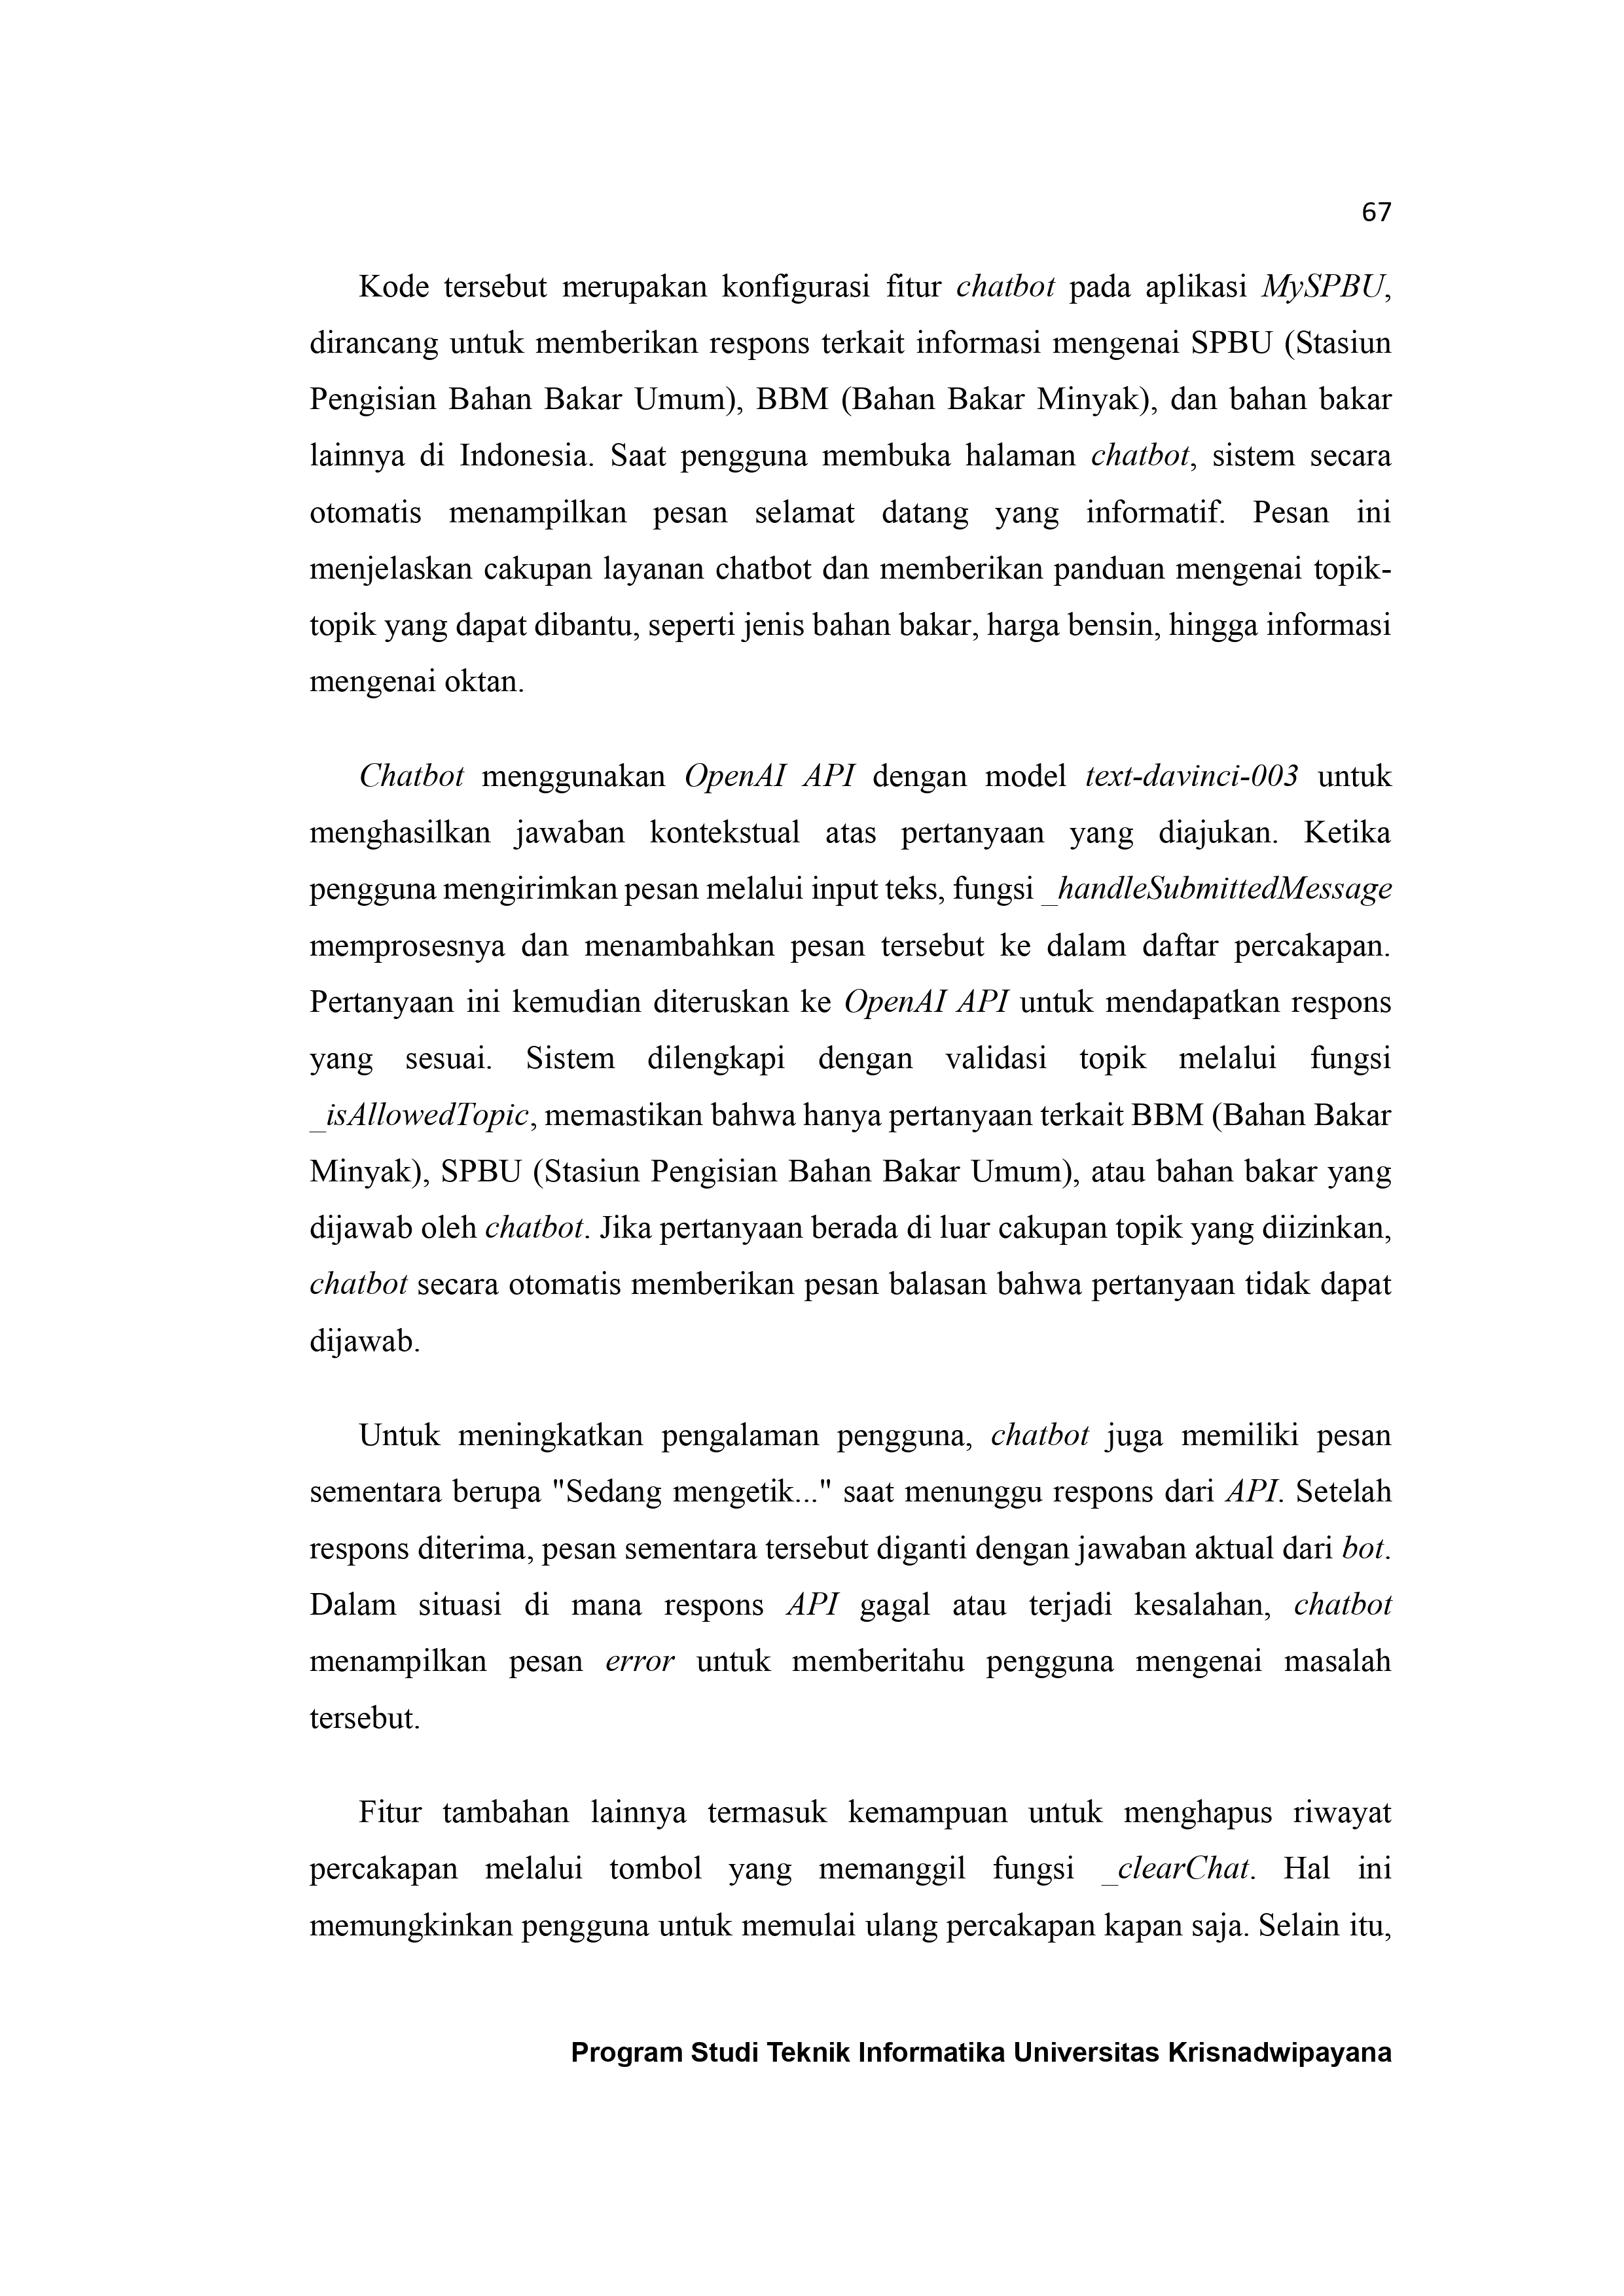 67
Kode tersebut merupakan konfigurasi fitur chatbot pada aplikasi MySPBU,
dirancang untuk memberikan respons terkait informasi mengenai SPBU (Stasiun
Pengisian Bahan Bakar Umum), BBM (Bahan Bakar Minyak), dan bahan bakar
lainnya di Indonesia. Saat pengguna membuka halaman chatbot, sistem secara
otomatis menampilkan pesan selamat datang yang informatif. Pesan ini
menjelaskan cakupan layanan chatbot dan memberikan panduan mengenai topik-
topik yang dapat dibantu, seperti jenis bahan bakar, harga bensin, hingga informasi
mengenai oktan.
Chatbot menggunakan OpenAI API dengan model text-davinci-003 untuk
menghasilkan jawaban kontekstual atas pertanyaan yang diajukan. Ketika
pengguna mengirimkan pesan melalui input teks, fungsi _handleSubmittedMessage
memprosesnya dan menambahkan pesan tersebut ke dalam daftar percakapan.
Pertanyaan ini kemudian diteruskan ke OpenAI API untuk mendapatkan respons
yang sesuai. Sistem dilengkapi dengan validasi topik melalui fungsi
_isAllowedTopic, memastikan bahwa hanya pertanyaan terkait BBM (Bahan Bakar
Minyak), SPBU (Stasiun Pengisian Bahan Bakar Umum), atau bahan bakar yang
dijawab oleh chatbot. Jika pertanyaan berada di luar cakupan topik yang diizinkan,
chatbot secara otomatis memberikan pesan balasan bahwa pertanyaan tidak dapat
dijawab.
Untuk meningkatkan pengalaman pengguna, chatbot juga memiliki pesan
sementara berupa "Sedang mengetik..." saat menunggu respons dari API. Setelah
respons diterima, pesan sementara tersebut diganti dengan jawaban aktual dari bot.
Dalam situasi di mana respons API gagal atau terjadi kesalahan, chatbot
menampilkan pesan error untuk memberitahu pengguna mengenai masalah
tersebut.
Fitur tambahan lainnya termasuk kemampuan untuk menghapus riwayat
percakapan melalui tombol yang memanggil fungsi _clearChat. Hal ini
memungkinkan pengguna untuk memulai ulang percakapan kapan saja. Selain itu,
Program Studi Teknik Informatika Universitas Krisnadwipayana